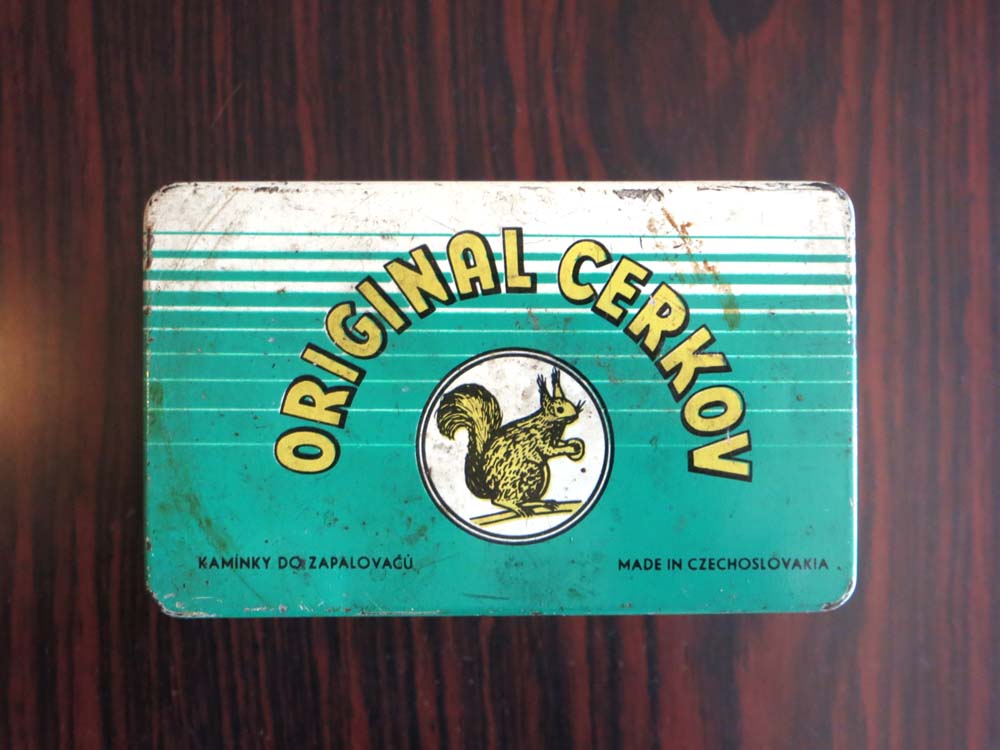 ORIGINAL CERKOV
KAMÍNKY DO ZAPALOVAČŮ
MADE IN CZECHOSLOVAKIA